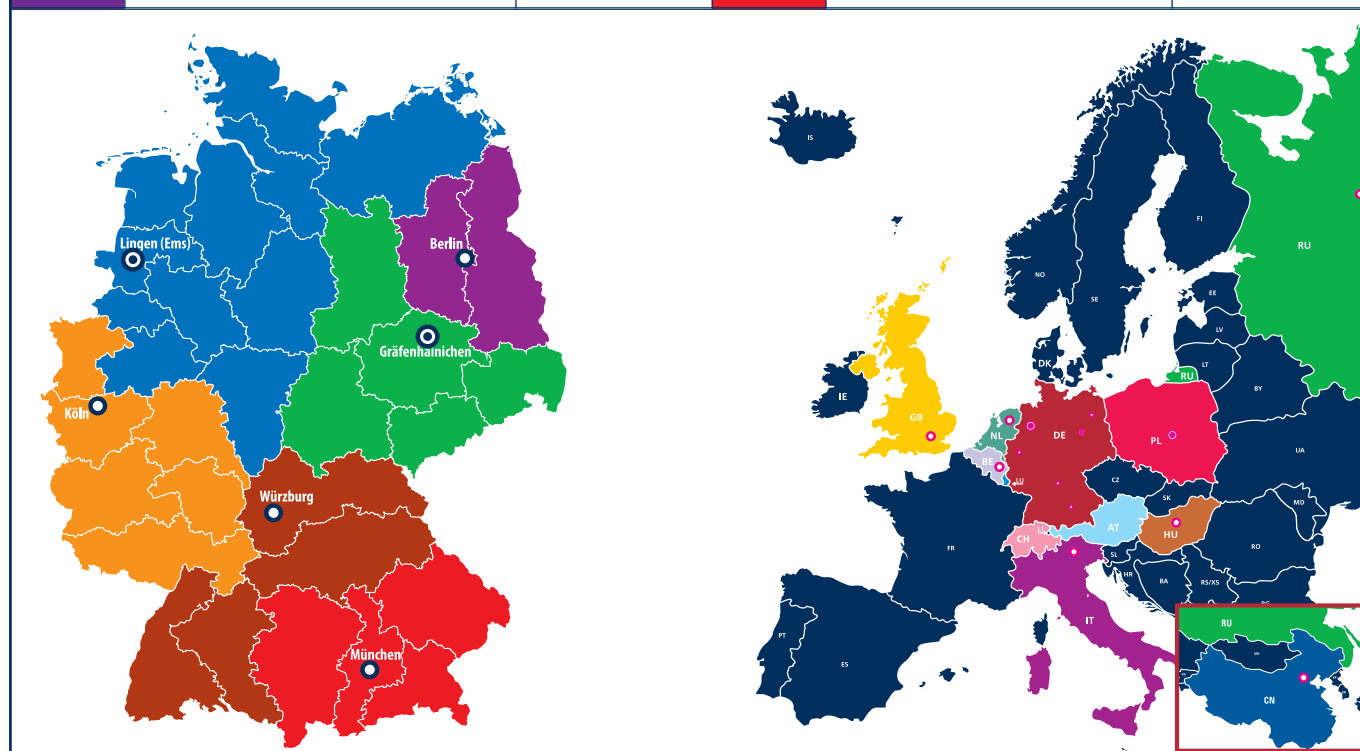 Lingen (Ems)
Berlin
Gräfenhainichen
Köln
Würzburg
München
IS
FI
RU
NO
SE
EE
LV
LT
DK
RU
BY
IE
GB
NL
DE
PL
BE
UA
LU
CZ
SK
MD
AT
LI
CH
HU
FR
RO
SL
HR
BA
RS/XS
IT
PT
ES
RU
CN